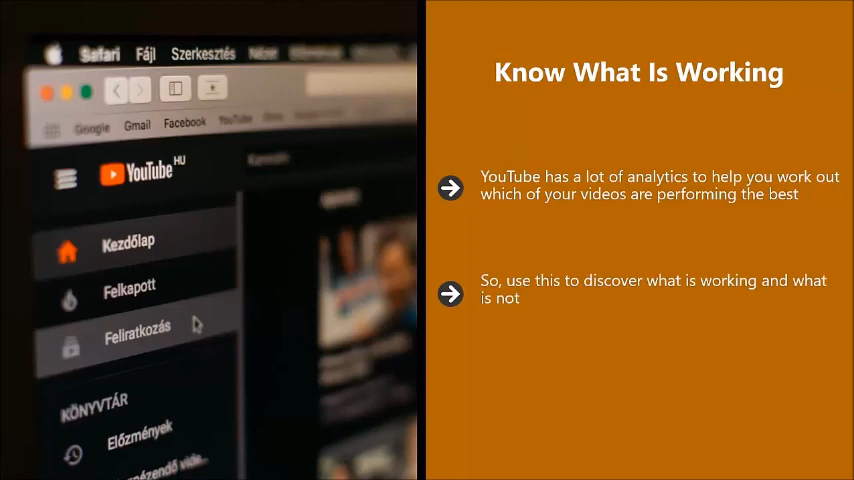 Safari Fájl Szerkesztés Nézet
Google Gmail Facebook YouTube
YouTube HU
Kezdőlap
Felkapott
Feliratkozás
KÖNYVTÁR
Előzmények
Know What Is Working
YouTube has a lot of analytics to help you work out
which of your videos are performing the best
So, use this to discover what is working and what
is not